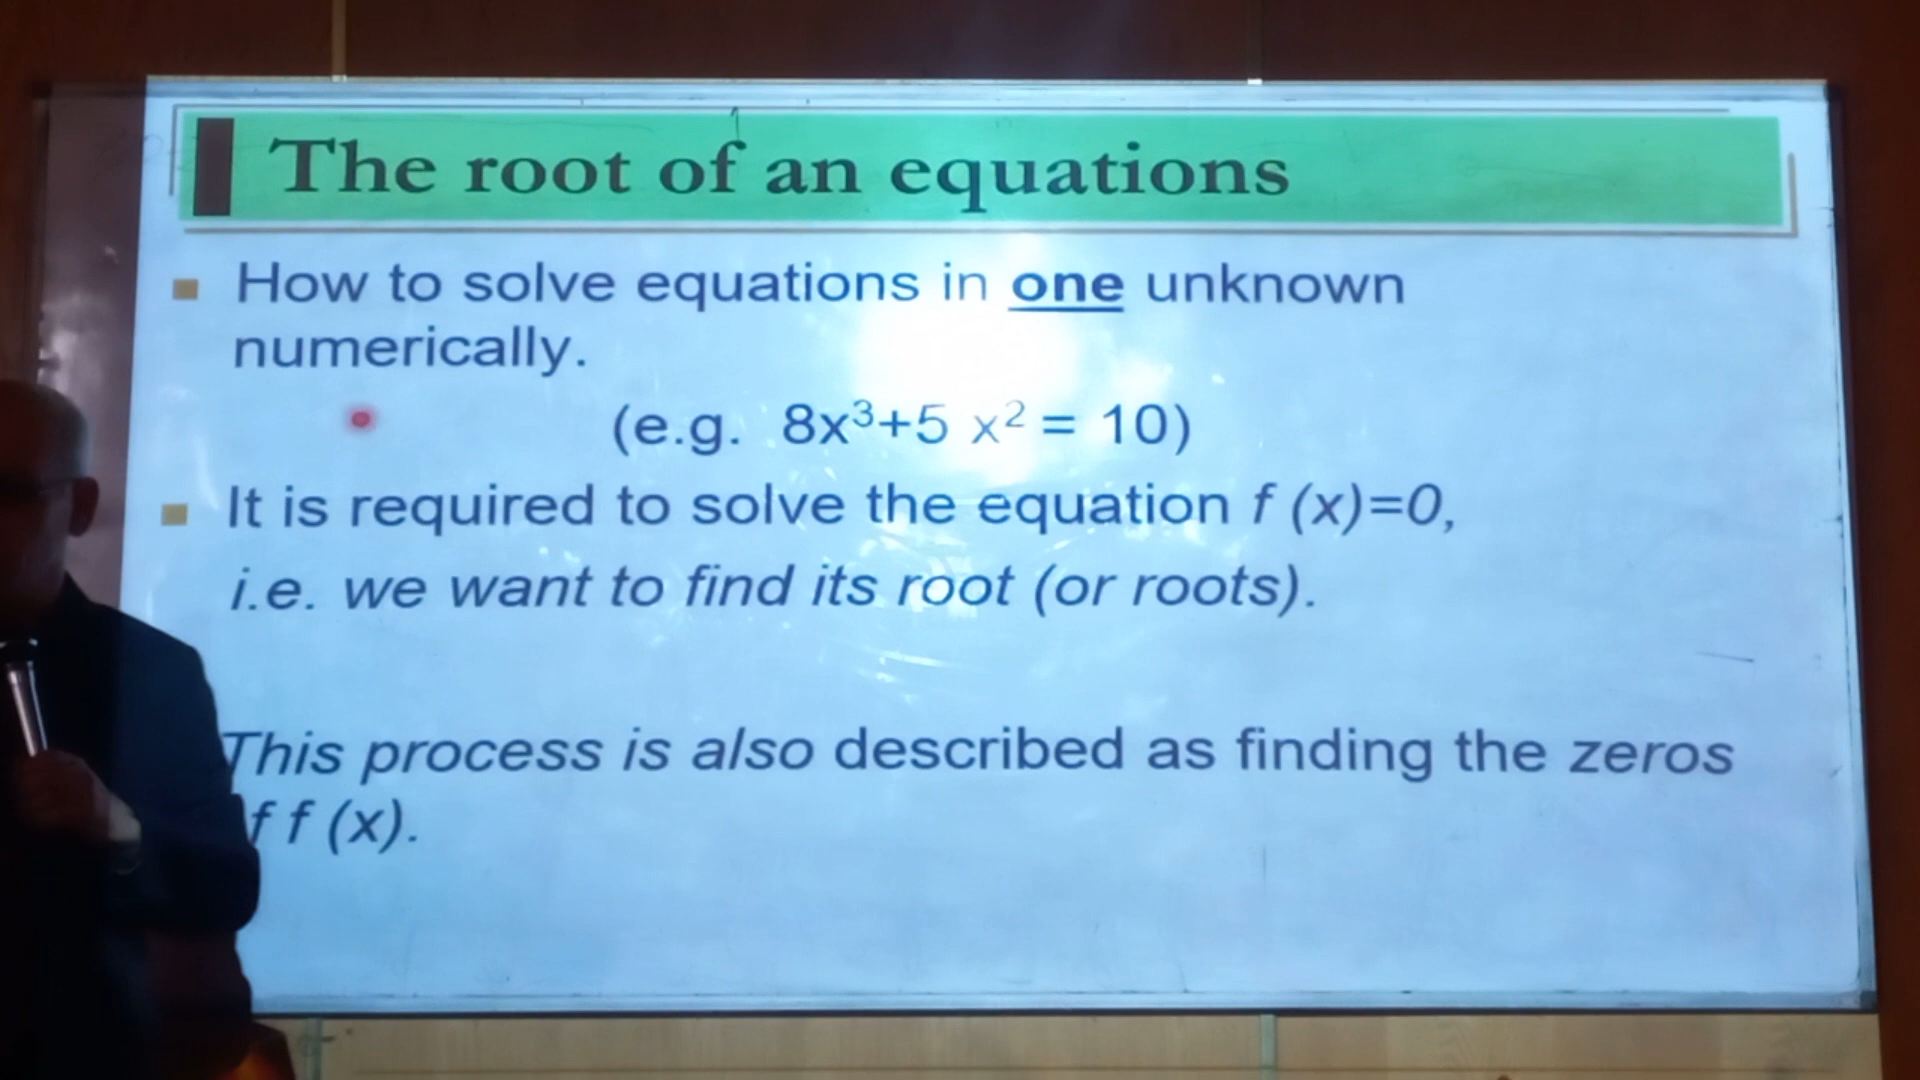 The root of an equations
How to solve equations in one unknown
numerically.
(e.g. 8x³+5 x² = 10)
It is required to solve the equation f (x)=0,
i.e. we want to find its root (or roots).
This process is also described as finding the zeros
f f (x).